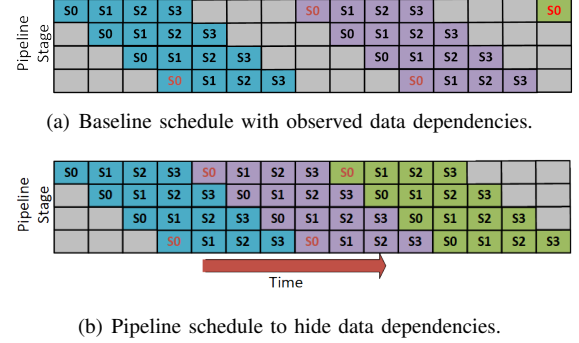 Pipeline
Stage
S0 S1 S2 S3 S0 S1 S2 S3 S0
S0 S1 S2 S3 S0 S1 S2 S3
S0 S1 S2 S3 S0 S1 S2 S3
S0 S1 S2 S3 S0 S1 S2 S3
(a) Baseline schedule with observed data dependencies.
Pipeline
Stage
S0 S1 S2 S3 S0 S1 S2 S3 S0 S1 S2 S3
S0 S1 S2 S3 S0 S1 S2 S3 S0 S1 S2 S3
S0 S1 S2 S3 S0 S1 S2 S3 S0 S1 S2 S3
S0 S1 S2 S3 S0 S1 S2 S3 S0 S1 S2 S3
Time
(b) Pipeline schedule to hide data dependencies.